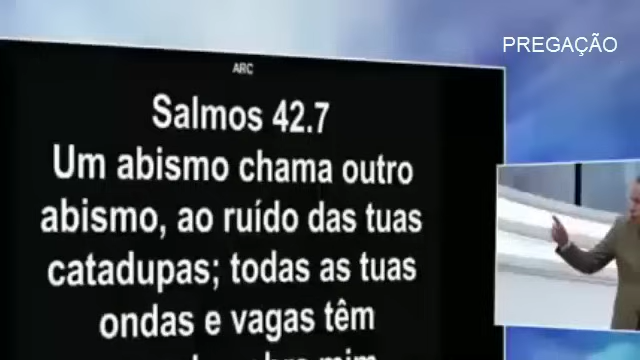 PREGAÇÃO
ARC
Salmos 42.7
Um abismo chama outro
abismo, ao ruído das tuas
catadupas; todas as tuas
ondas e vagas têm
mim